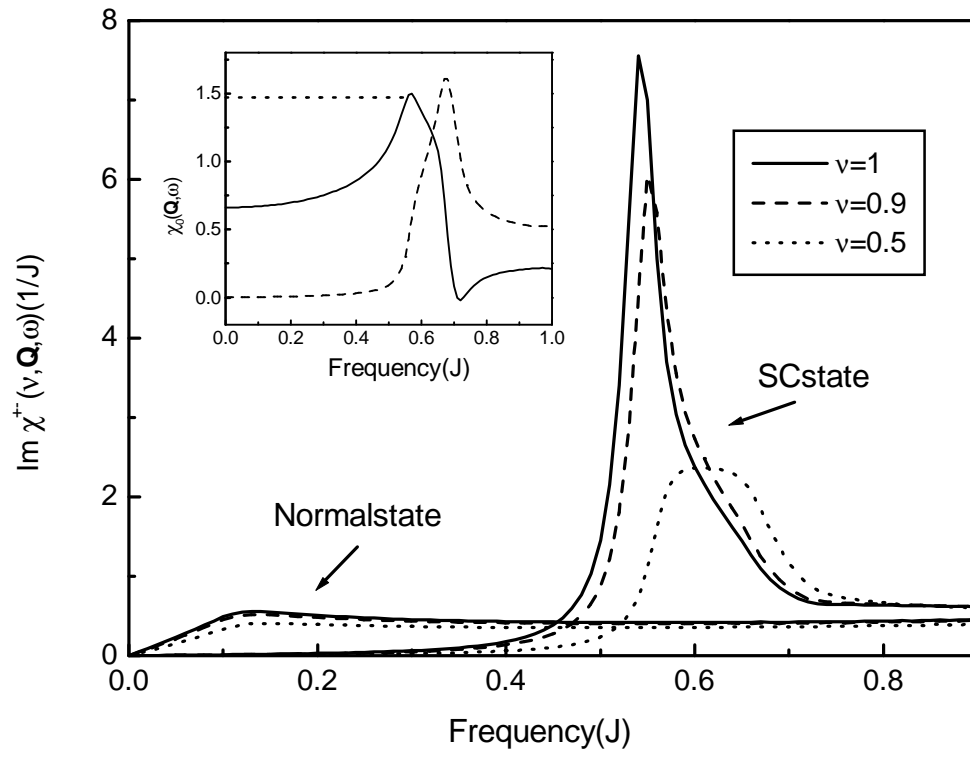 8
6
4
2
0
0.0 0.2 0.4 0.6 0.8
Im χ⁺⁻(ν,Q,ω)(1/J)
Frequency(J)
1.5
1.0
0.5
0.0
0.0 0.2 0.4 0.6 0.8 1.0
χ₀(Q,ω)
Frequency(J)
ν=1
ν=0.9
ν=0.5
SCstate
Normalstate